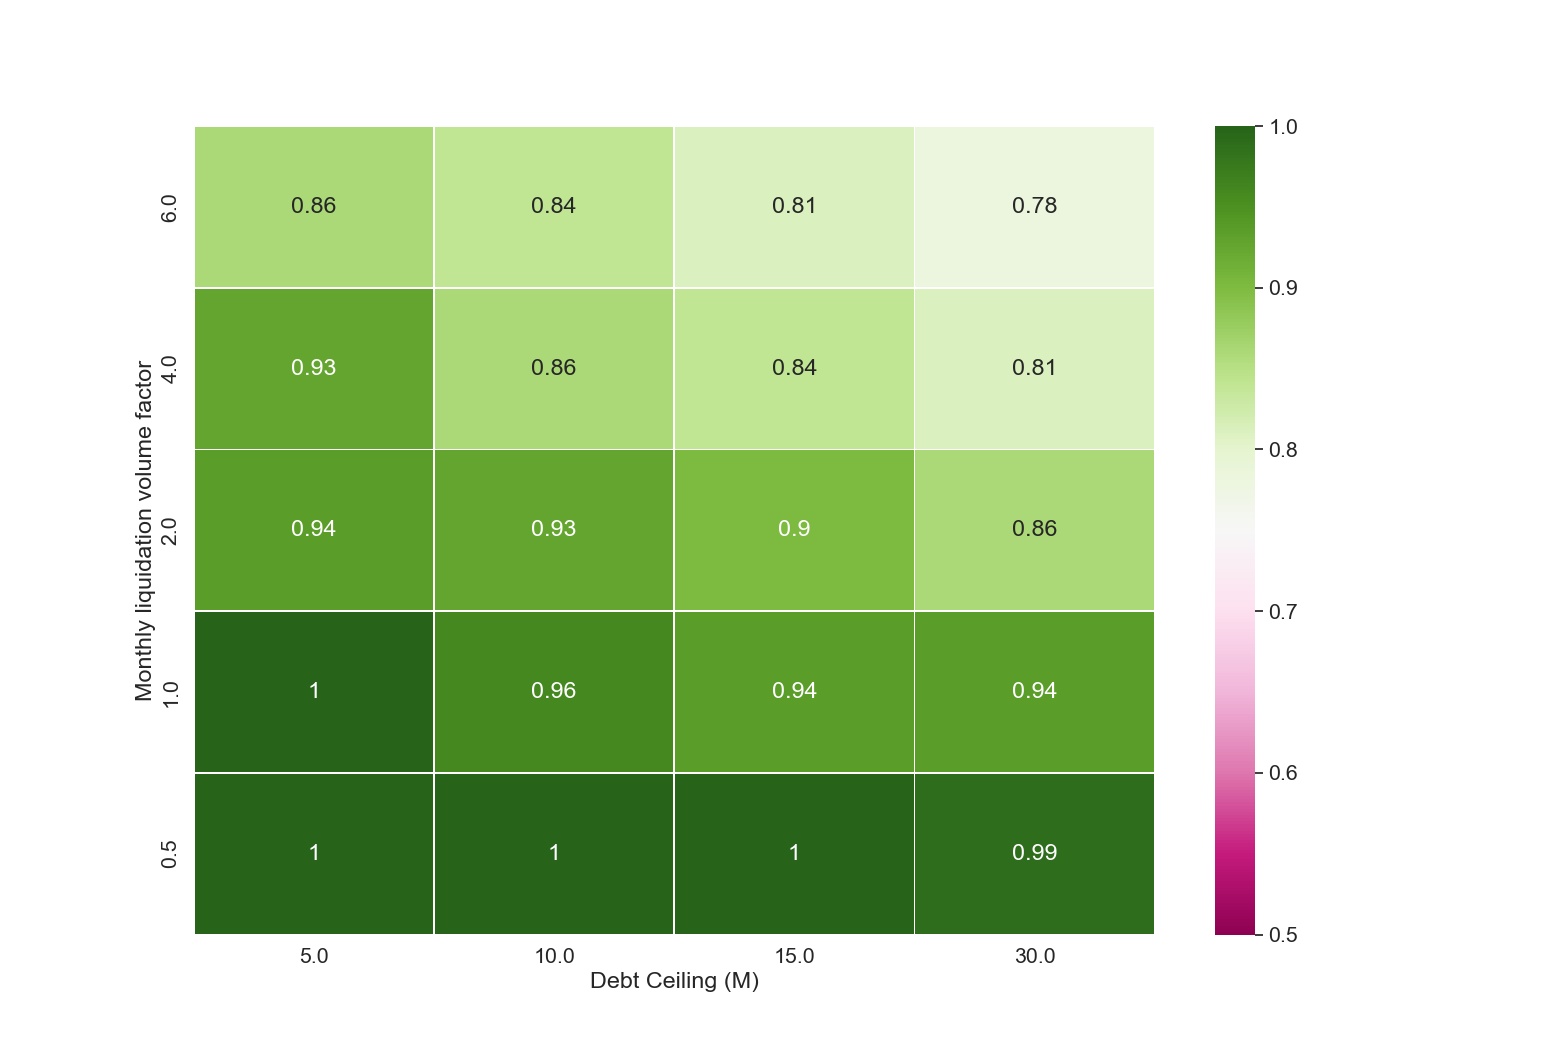 Monthly liquidation volume factor
6.0 0.86 0.84 0.81 0.78
4.0 0.93 0.86 0.84 0.81
2.0 0.94 0.93 0.9 0.86
1.0 1 0.96 0.94 0.94
0.5 1 1 1 0.99
5.0 10.0 15.0 30.0
Debt Ceiling (M)
1.0
0.9
0.8
0.7
0.6
0.5